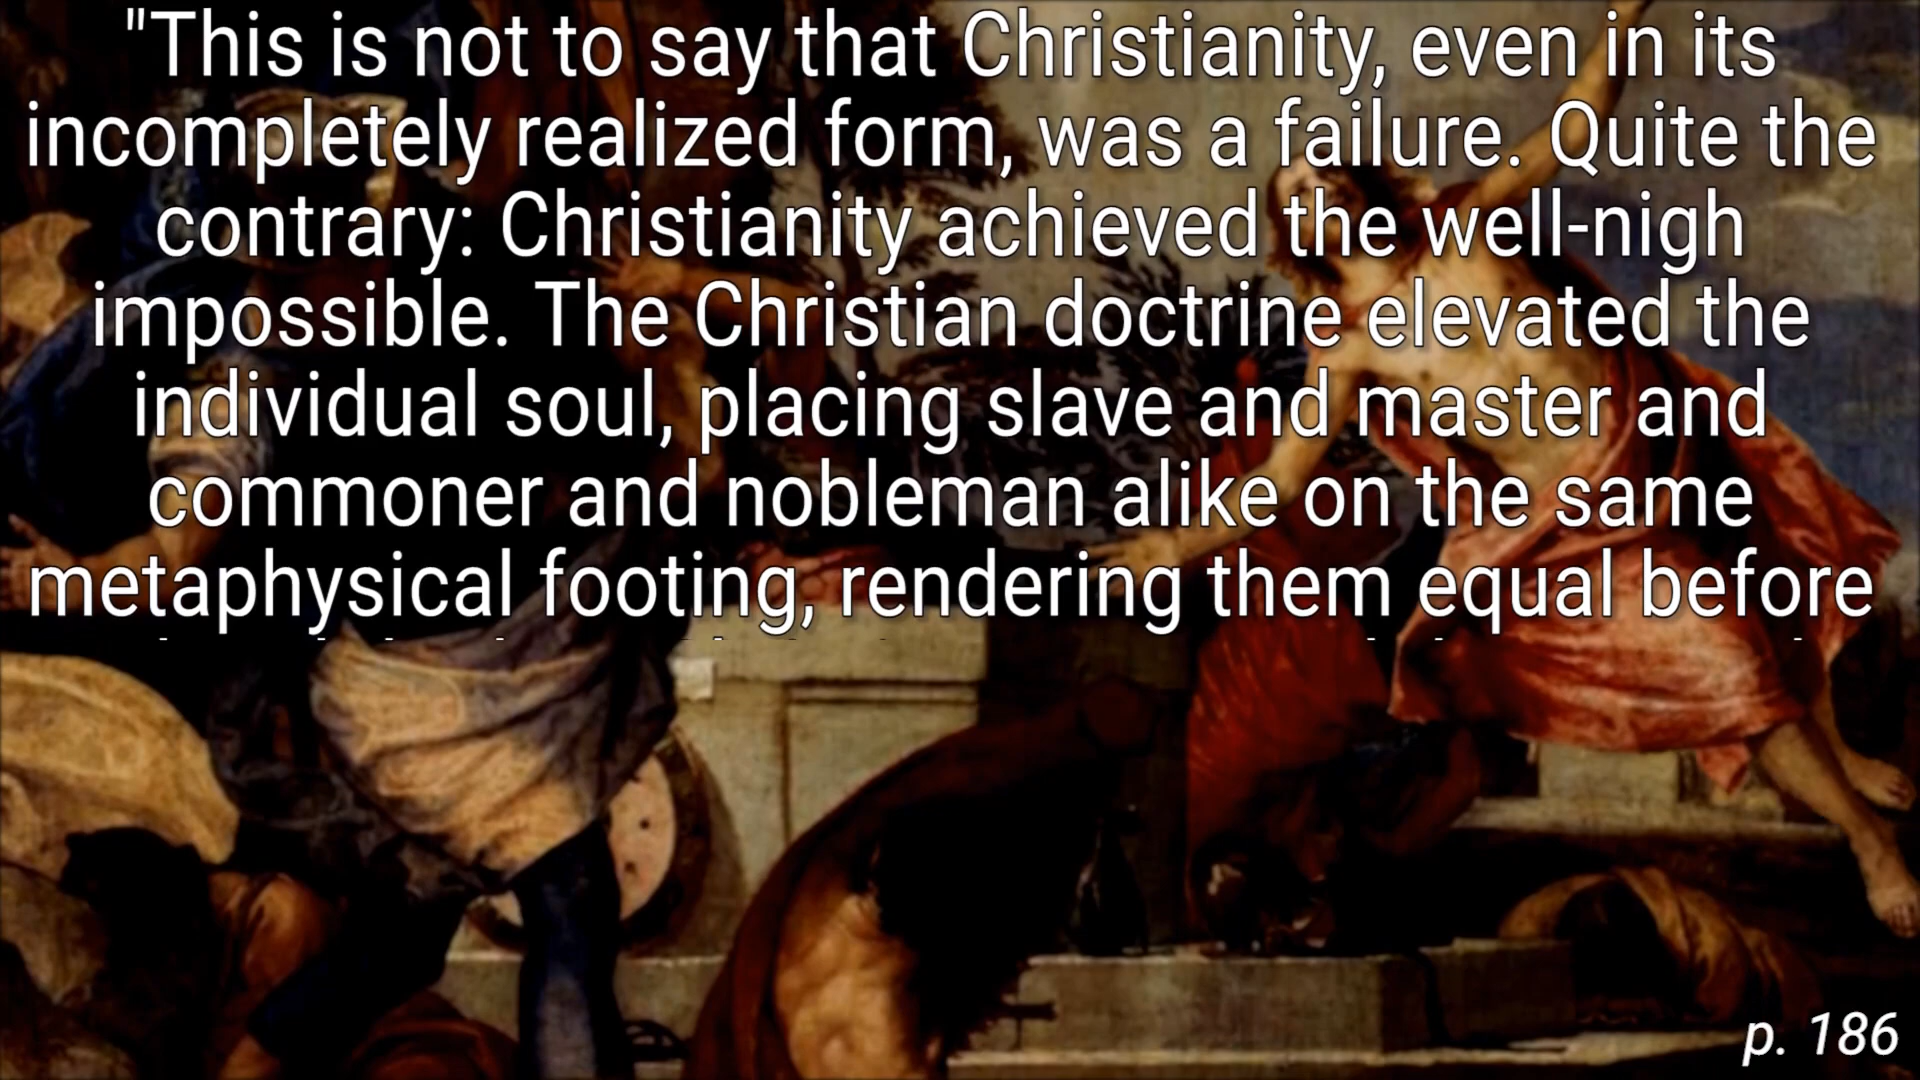 "This is not to say that Christianity, even in its
incompletely realized form, was a failure. Quite the
contrary: Christianity achieved the well-nigh
impossible. The Christian doctrine elevated the
individual soul, placing slave and master and
commoner and nobleman alike on the same
metaphysical footing, rendering them equal before
p. 186